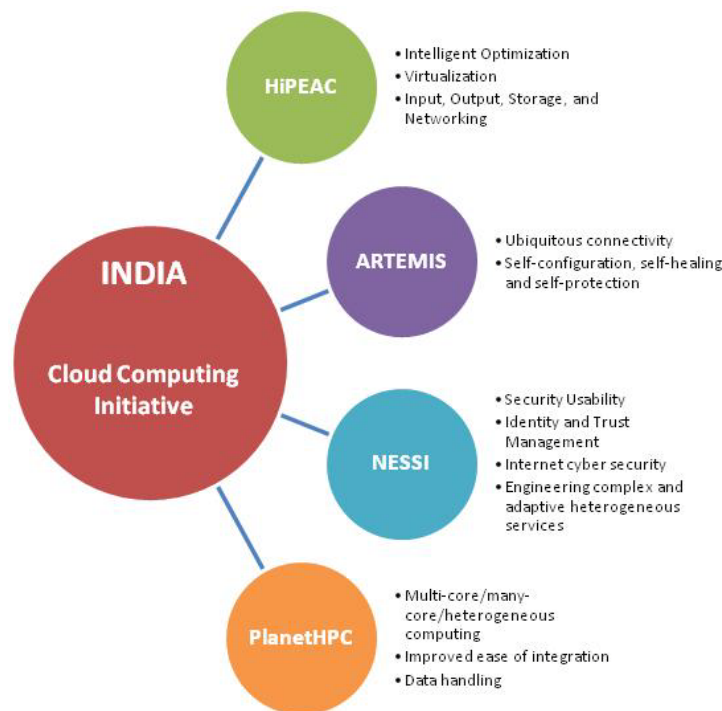 HiPEAC
• Intelligent Optimization
• Virtualization
• Input, Output, Storage, and
Networking
INDIA
Cloud Computing
Initiative
ARTEMIS
• Ubiquitous connectivity
• Self-configuration, self-healing
and self-protection
NESSI
• Security Usability
• Identity and Trust
Management
• Internet cyber security
• Engineering complex and
adaptive heterogeneous
services
PlanetHPC
• Multi-core/many-
core/heterogeneous
computing
• Improved ease of integration
• Data handling